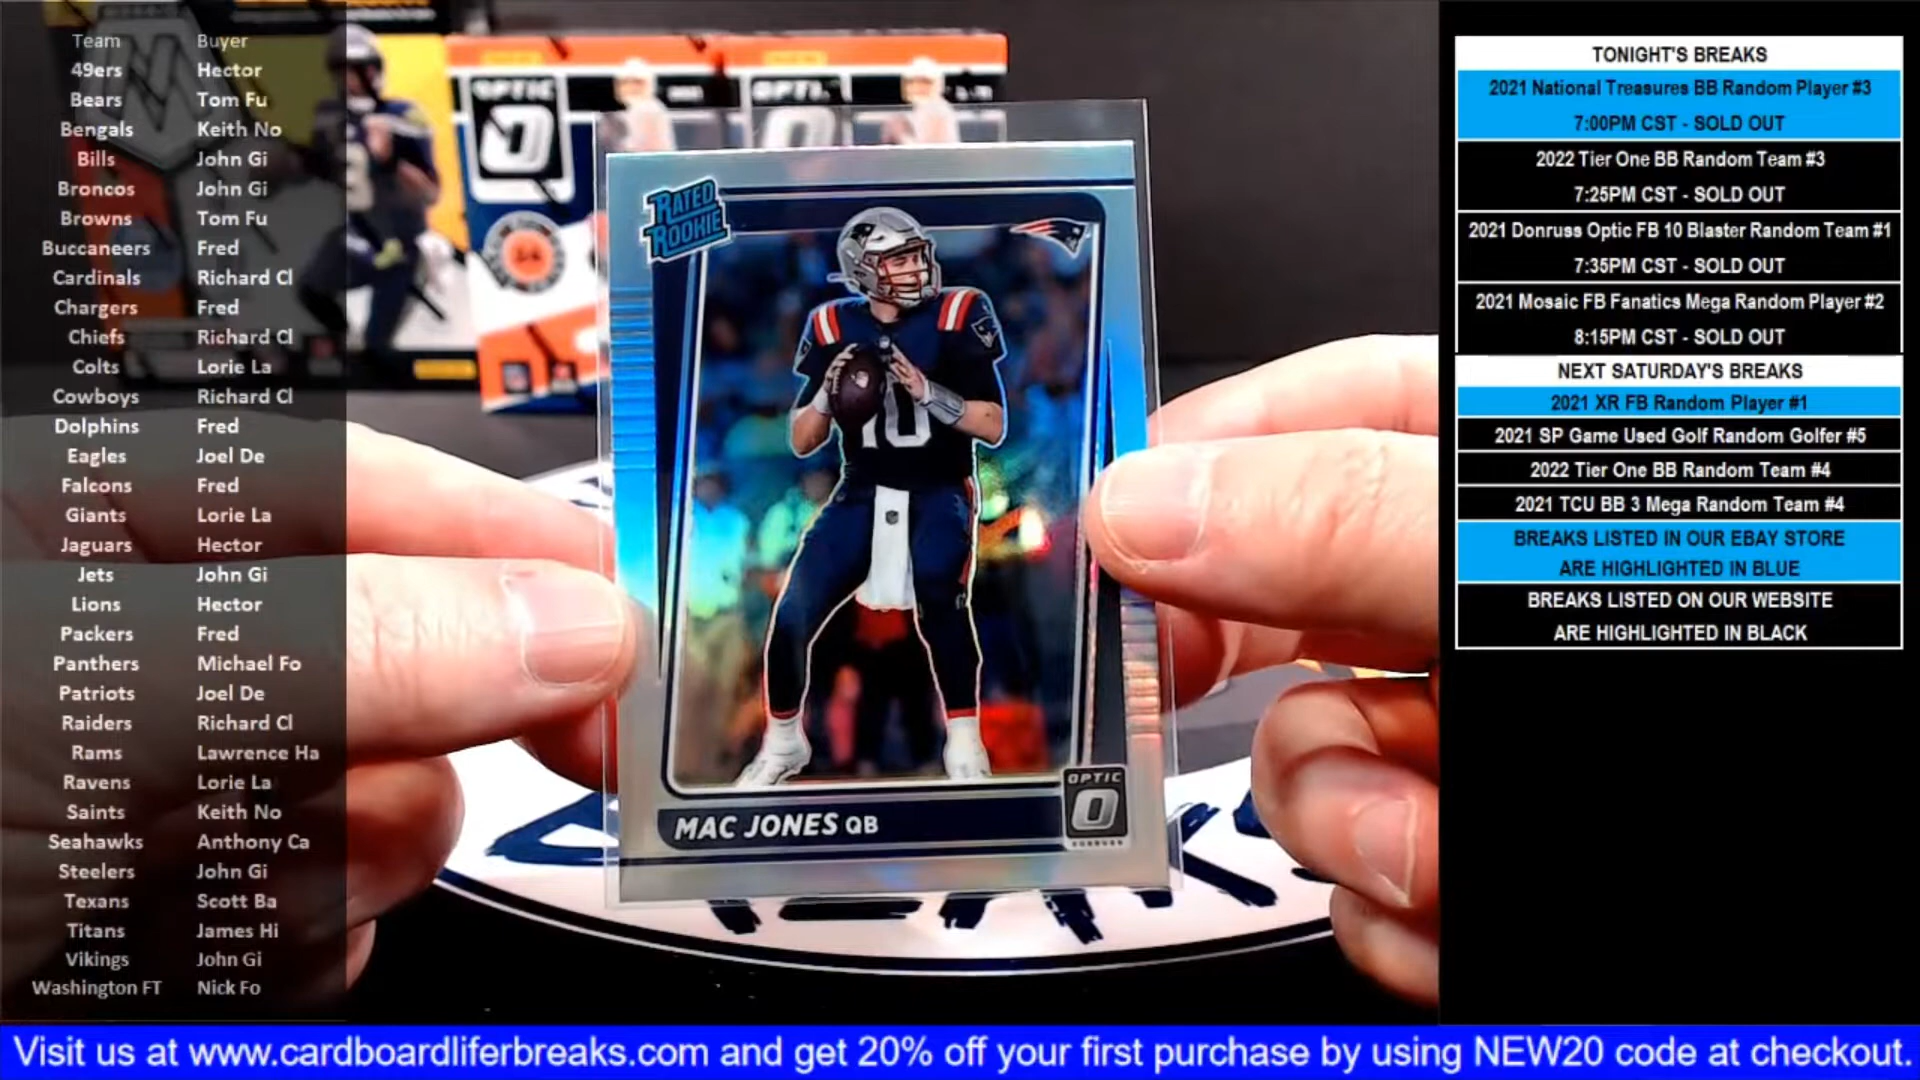 Team Buyer
49ers Hector
Bears Tom Fu
Bengals Keith No
Bills John Gi
Broncos John Gi
Browns Tom Fu
Buccaneers Fred
Cardinals Richard Cl
Chargers Fred
Chiefs Richard Cl
Colts Lorie La
Cowboys Richard Cl
Dolphins Fred
Eagles Joel De
Falcons Fred
Giants Lorie La
Jaguars Hector
Jets John Gi
Lions Hector
Packers Fred
Panthers Michael Fo
Patriots Joel De
Raiders Richard Cl
Rams Lawrence Ha
Ravens Lorie La
Saints Keith No
Seahawks Anthony Ca
Steelers John Gi
Texans Scott Ba
Titans James Hi
Vikings John Gi
Washington FT Nick Fo
OPTIC
RATED
ROOKIE
10
OPTIC
MAC JONES QB
TONIGHT'S BREAKS
2021 National Treasures BB Random Player #3
7:00PM CST - SOLD OUT
2022 Tier One BB Random Team #3
7:25PM CST - SOLD OUT
2021 Donruss Optic FB 10 Blaster Random Team #1
7:35PM CST - SOLD OUT
2021 Mosaic FB Fanatics Mega Random Player #2
8:15PM CST - SOLD OUT
NEXT SATURDAY'S BREAKS
2021 XR FB Random Player #1
2021 SP Game Used Golf Random Golfer #5
2022 Tier One BB Random Team #4
2021 TCU BB 3 Mega Random Team #4
BREAKS LISTED IN OUR EBAY STORE
ARE HIGHLIGHTED IN BLUE
BREAKS LISTED ON OUR WEBSITE
ARE HIGHLIGHTED IN BLACK
Visit us at www.cardboardliferbreaks.com and get 20% off your first purchase by using NEW20 code at checkout.